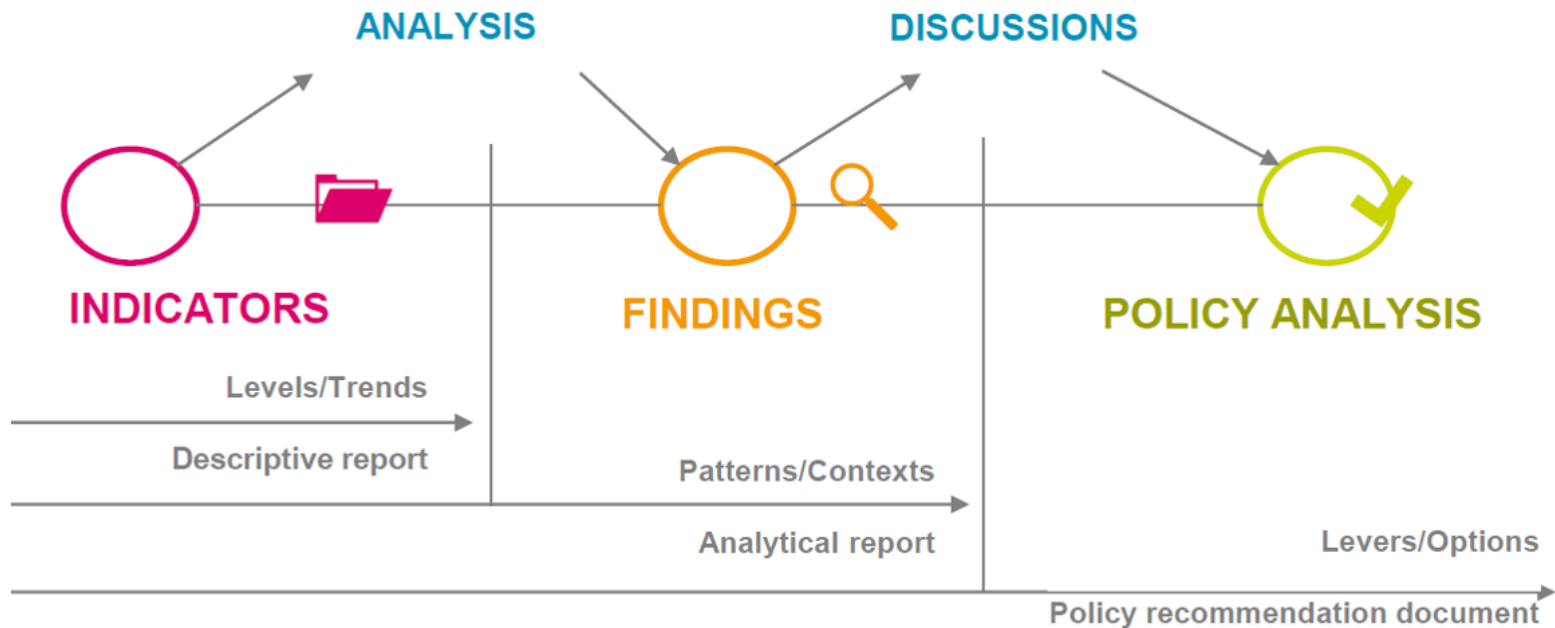 ANALYSIS
DISCUSSIONS
INDICATORS
FINDINGS
POLICY ANALYSIS
Levels/Trends
Descriptive report
Patterns/Contexts
Analytical report
Levers/Options
Policy recommendation document